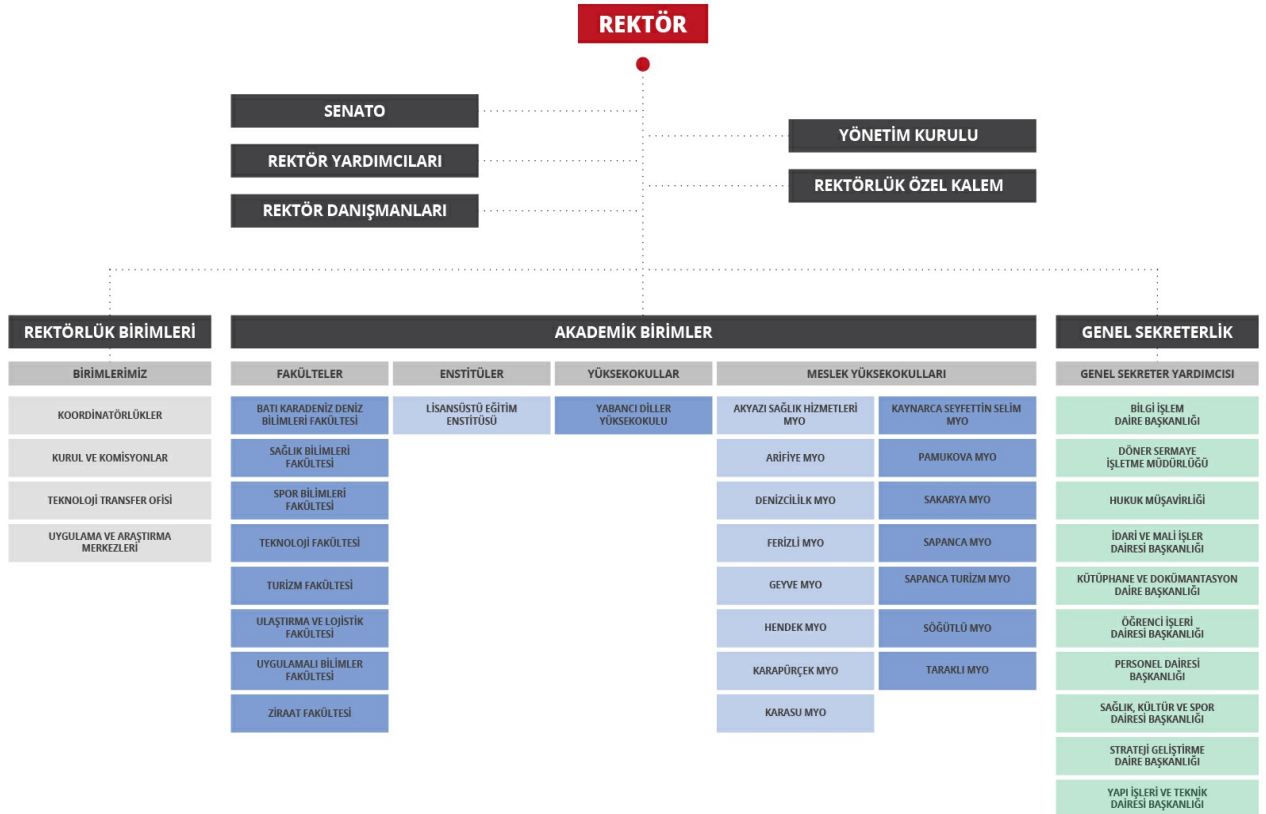 REKTÖR
SENATO
REKTÖR YARDIMCILARI
REKTÖR DANIŞMANLARI
YÖNETİM KURULU
REKTÖRLÜK ÖZEL KALEM
REKTÖRLÜK BİRİMLERİ
BİRİMLERİMİZ
KOORDİNATÖRLÜKLER
KURUL VE KOMİSYONLAR
TEKNOLOJİ TRANSFER OFİSİ
UYGULAMA VE ARAŞTIRMA
MERKEZLERİ
AKADEMİK BİRİMLER
FAKÜLTELER
BATI KARADENİZ DENİZ
BİLİMLERİ FAKÜLTESİ
SAĞLIK BİLİMLERİ
FAKÜLTESİ
SPOR BİLİMLERİ
FAKÜLTESİ
TEKNOLOJİ FAKÜLTESİ
TURİZM FAKÜLTESİ
ULAŞTIRMA VE LOJİSTİK
FAKÜLTESİ
UYGULAMALI BİLİMLER
FAKÜLTESİ
ZİRAAT FAKÜLTESİ
ENSTİTÜLER
LİSANSÜSTÜ EĞİTİM
ENSTİTÜSÜ
YÜKSEKOKULLAR
YABANCI DİLLER
YÜKSEKOKULU
MESLEK YÜKSEKOKULLARI
AKYAZI SAĞLIK HİZMETLERİ
MYO
ARİFİYE MYO
DENİZCİLİLK MYO
FERİZLİ MYO
GEYVE MYO
HENDEK MYO
KARAPÜRÇEK MYO
KARASU MYO
KAYNARCA SEYFETTİN SELİM
MYO
PAMUKOVA MYO
SAKARYA MYO
SAPANCA MYO
SAPANCA TURİZM MYO
SÖĞÜTLÜ MYO
TARAKLI MYO
GENEL SEKRETERLİK
GENEL SEKRETER YARDIMCISI
BİLGİ İŞLEM
DAİRE BAŞKANLIĞI
DÖNER SERMAYE
İŞLETME MÜDÜRLÜĞÜ
HUKUK MÜŞAVİRLİĞİ
İDARİ VE MALİ İŞLER
DAİRESİ BAŞKANLIĞI
KÜTÜPHANE VE DOKÜMANTASYON
DAİRE BAŞKANLIĞI
ÖĞRENCİ İŞLERİ
DAİRESİ BAŞKANLIĞI
PERSONEL DAİRESİ
BAŞKANLIĞI
SAĞLIK, KÜLTÜR VE SPOR
DAİRESİ BAŞKANLIĞI
STRATEJİ GELİŞTİRME
DAİRE BAŞKANLIĞI
YAPI İŞLERİ VE TEKNİK
DAİRESİ BAŞKANLIĞI